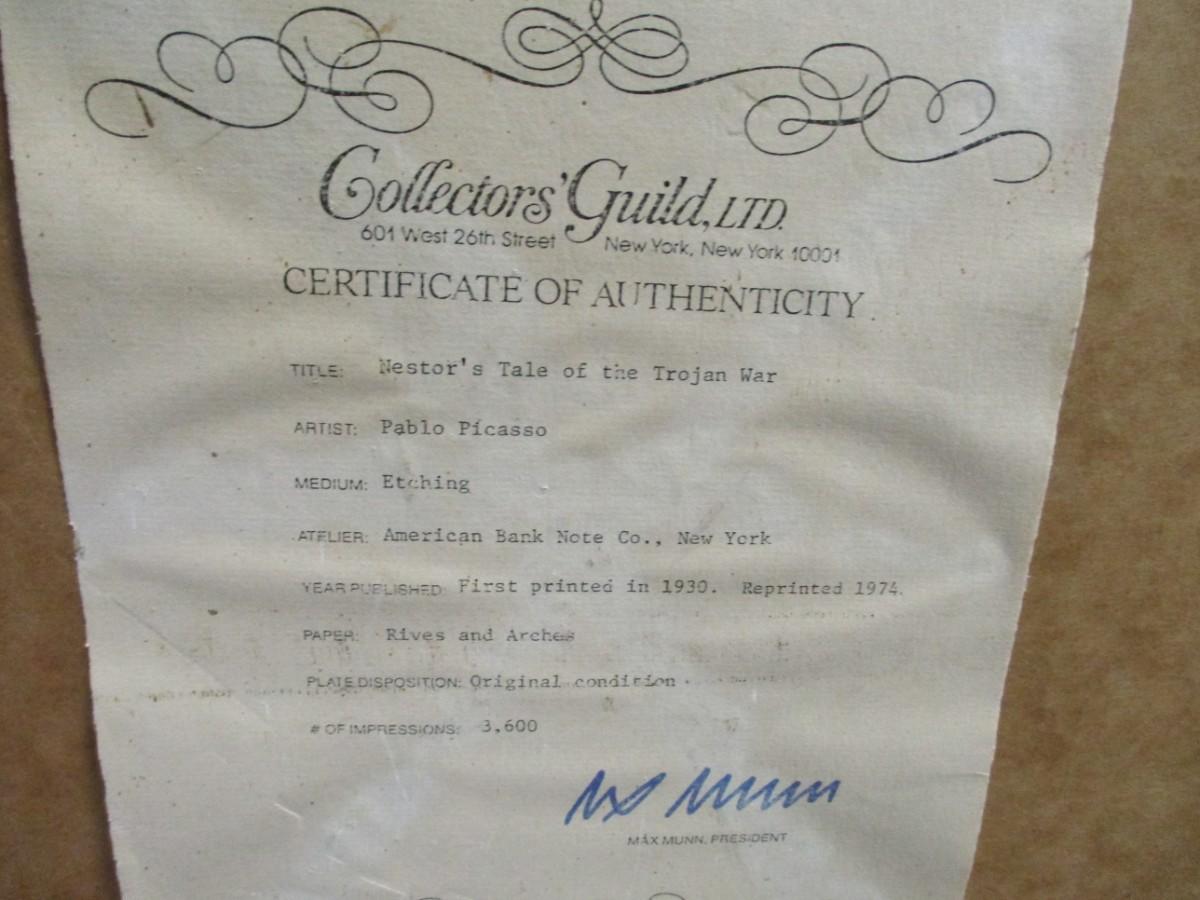 Collectors' Guild, LTD.
601 West 26th Street New York, New York 10001
CERTIFICATE OF AUTHENTICITY
TITLE: Nestor's Tale of the Trojan War
ARTIST: Pablo Picasso
MEDIUM: Etching
ATELIER: American Bank Note Co., New York
YEAR PUBLISHED: First printed in 1930. Reprinted 1974.
PAPER: Rives and Arches
PLATE DISPOSITION: Original condition
# OF IMPRESSIONS: 3,600
Max Munn
MAX MUNN, PRESIDENT